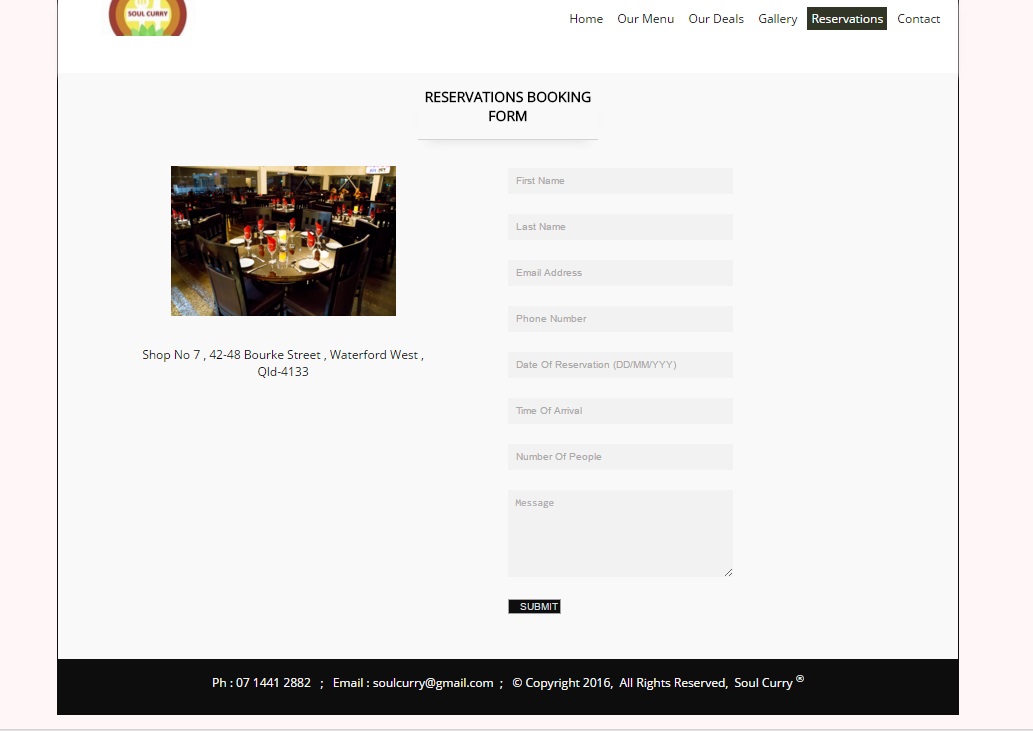 SOUL CURRY
Home Our Menu Our Deals Gallery Reservations Contact
RESERVATIONS BOOKING
FORM
First Name
Last Name
Email Address
Phone Number
Date Of Reservation (DD/MM/YYY)
Time Of Arrival
Number Of People
Message
SUBMIT
Shop No 7 , 42-48 Bourke Street , Waterford West ,
Qld-4133
Ph : 07 1441 2882 ; Email : soulcurry@gmail.com ; © Copyright 2016, All Rights Reserved, Soul Curry ®